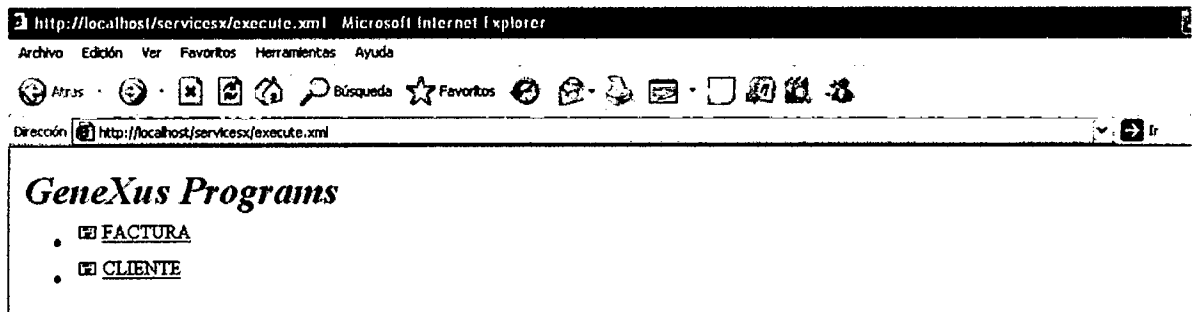 http://localhost/servicesx/execute.xml Microsoft Internet Explorer
Archivo Edición Ver Favoritos Herramientas Ayuda
Atras Búsqueda Favoritos
Dirección http://localhost/servicesx/execute.xml Ir
GeneXus Programs
FACTURA
CLIENTE